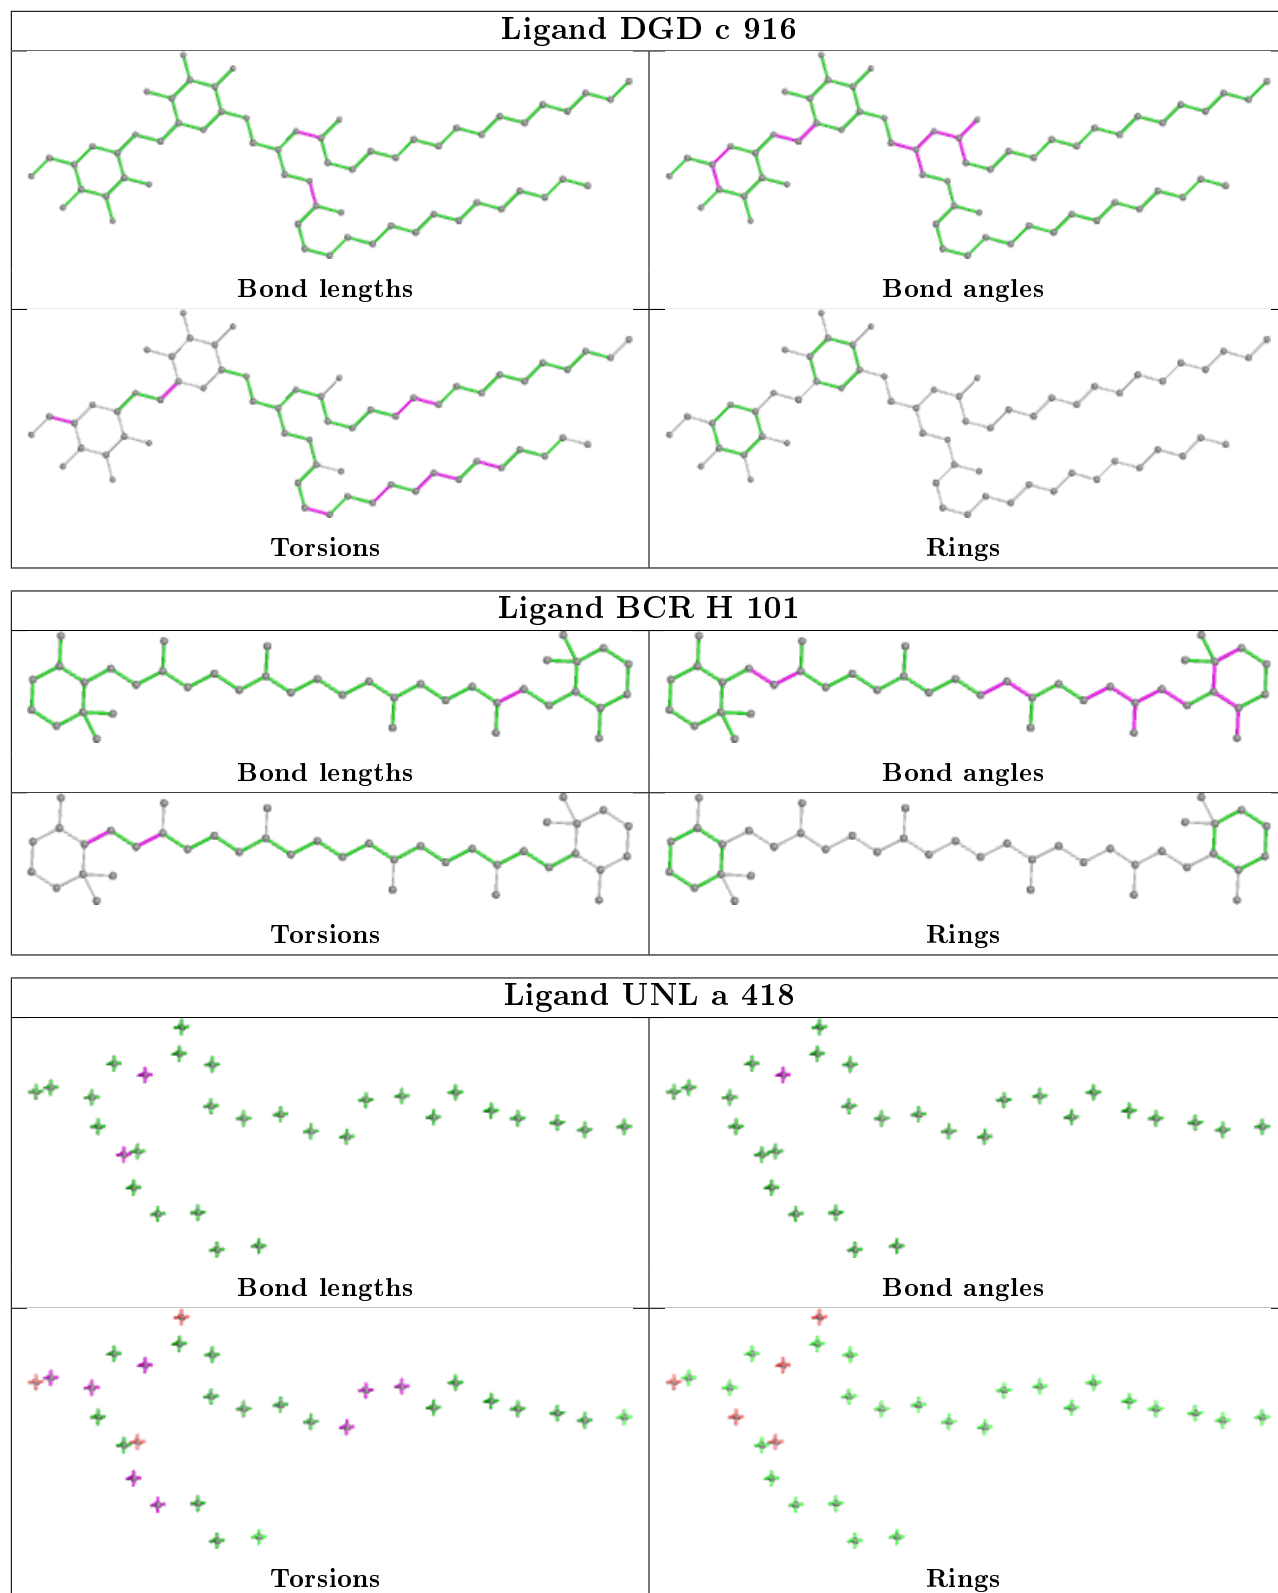 Ligand DGD c 916
Bond lengths
Bond angles
Torsions
Rings
Ligand BCR H 101
Bond lengths
Bond angles
Torsions
Rings
Ligand UNL a 418
Bond lengths
Bond angles
Torsions
Rings